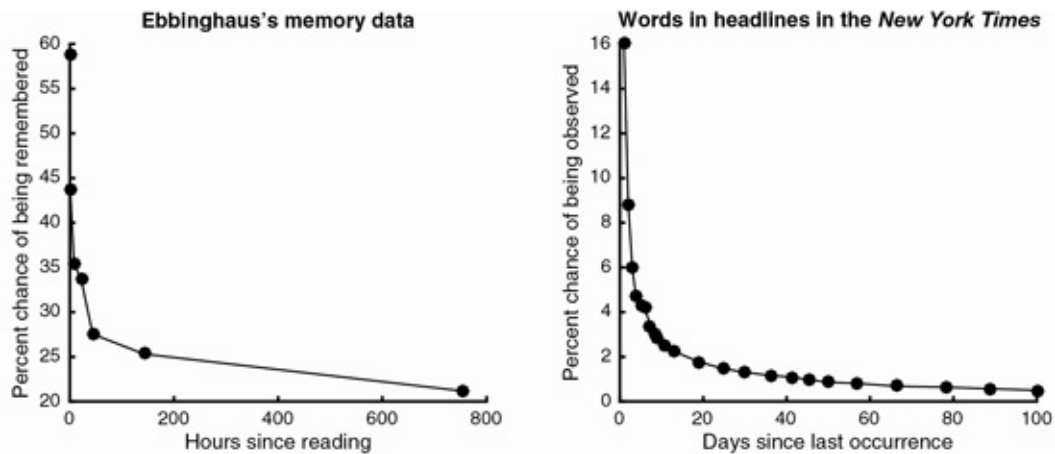 Ebbinghaus's memory data
Percent chance of being remembered
60
55
50
45
40
35
30
25
20
0 200 400 600 800
Hours since reading
Words in headlines in the New York Times
Percent chance of being observed
16
14
12
10
8
6
4
2
0
0 20 40 60 80 100
Days since last occurrence